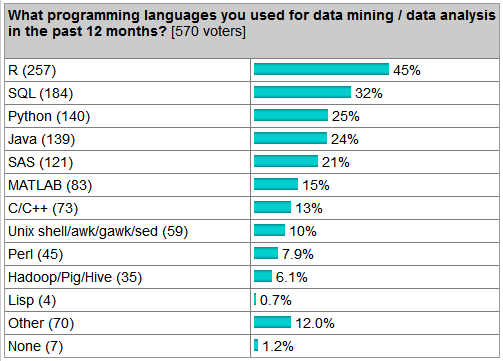 What programming languages you used for data mining / data analysis
in the past 12 months? [570 voters]
R (257) 45%
SQL (184) 32%
Python (140) 25%
Java (139) 24%
SAS (121) 21%
MATLAB (83) 15%
C/C++ (73) 13%
Unix shell/awk/gawk/sed (59) 10%
Perl (45) 7.9%
Hadoop/Pig/Hive (35) 6.1%
Lisp (4) 0.7%
Other (70) 12.0%
None (7) 1.2%